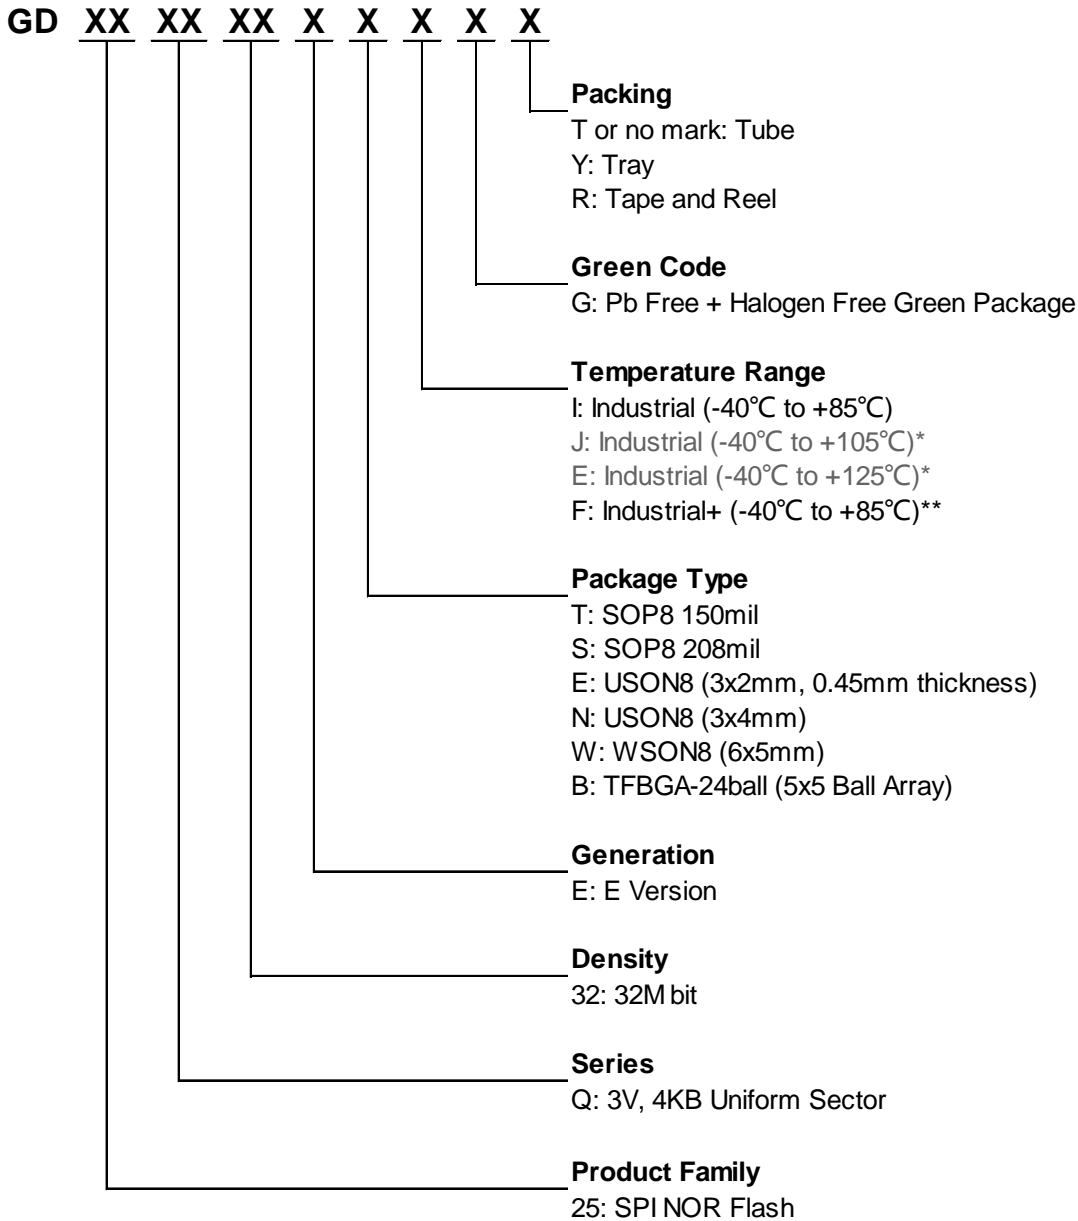 GD XX XX XX X X X X X
Packing
T or no mark: Tube
Y: Tray
R: Tape and Reel
Green Code
G: Pb Free + Halogen Free Green Package
Temperature Range
I: Industrial (-40℃ to +85℃)
J: Industrial (-40℃ to +105℃)*
E: Industrial (-40℃ to +125℃)*
F: Industrial+ (-40℃ to +85℃)**
Package Type
T: SOP8 150mil
S: SOP8 208mil
E: USON8 (3x2mm, 0.45mm thickness)
N: USON8 (3x4mm)
W: WSON8 (6x5mm)
B: TFBGA-24ball (5x5 Ball Array)
Generation
E: E Version
Density
32: 32M bit
Series
Q: 3V, 4KB Uniform Sector
Product Family
25: SPI NOR Flash